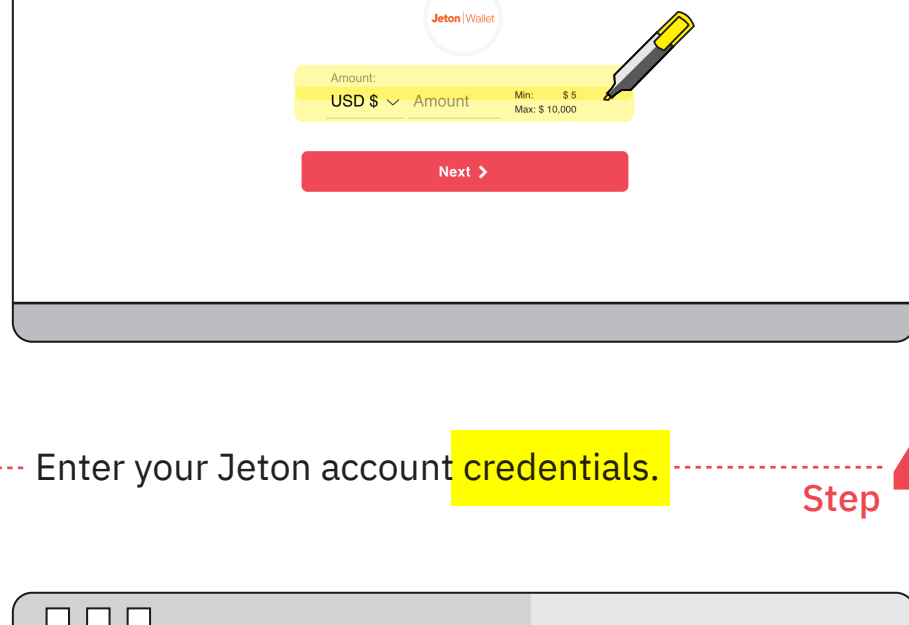 Jeton | Wallet
Amount:
USD $ Amount
Min: $ 5
Max: $ 10,000
Next
Enter your Jeton account credentials.
Step